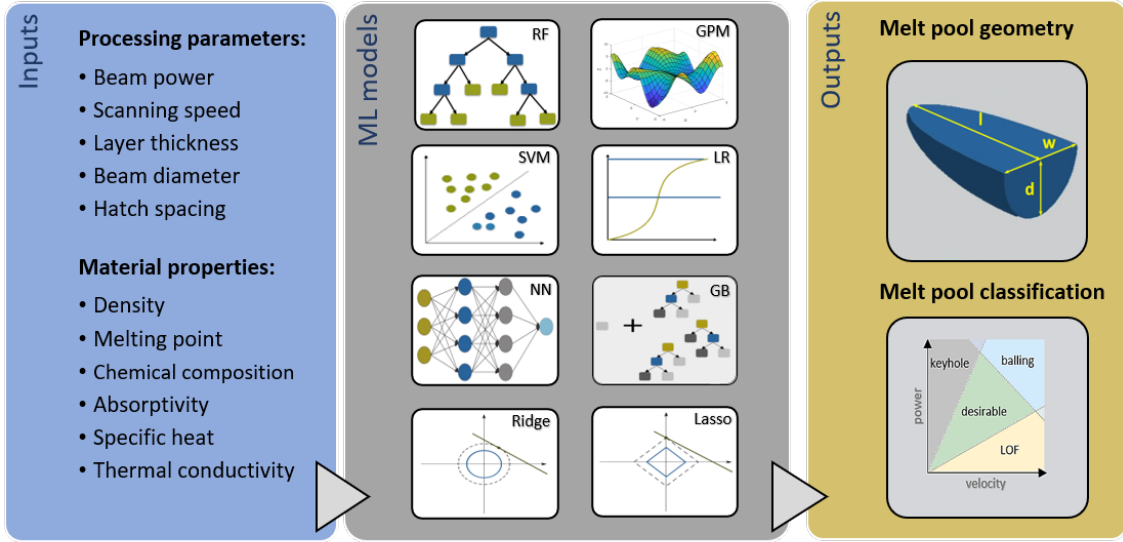 Inputs
Processing parameters:
• Beam power
• Scanning speed
• Layer thickness
• Beam diameter
• Hatch spacing
Material properties:
• Density
• Melting point
• Chemical composition
• Absorptivity
• Specific heat
• Thermal conductivity
ML models
RF
GPM
SVM
LR
NN
GB
+
Ridge
Lasso
Outputs
Melt pool geometry
l
w
d
Melt pool classification
keyhole
balling
desirable
LOF
power
velocity